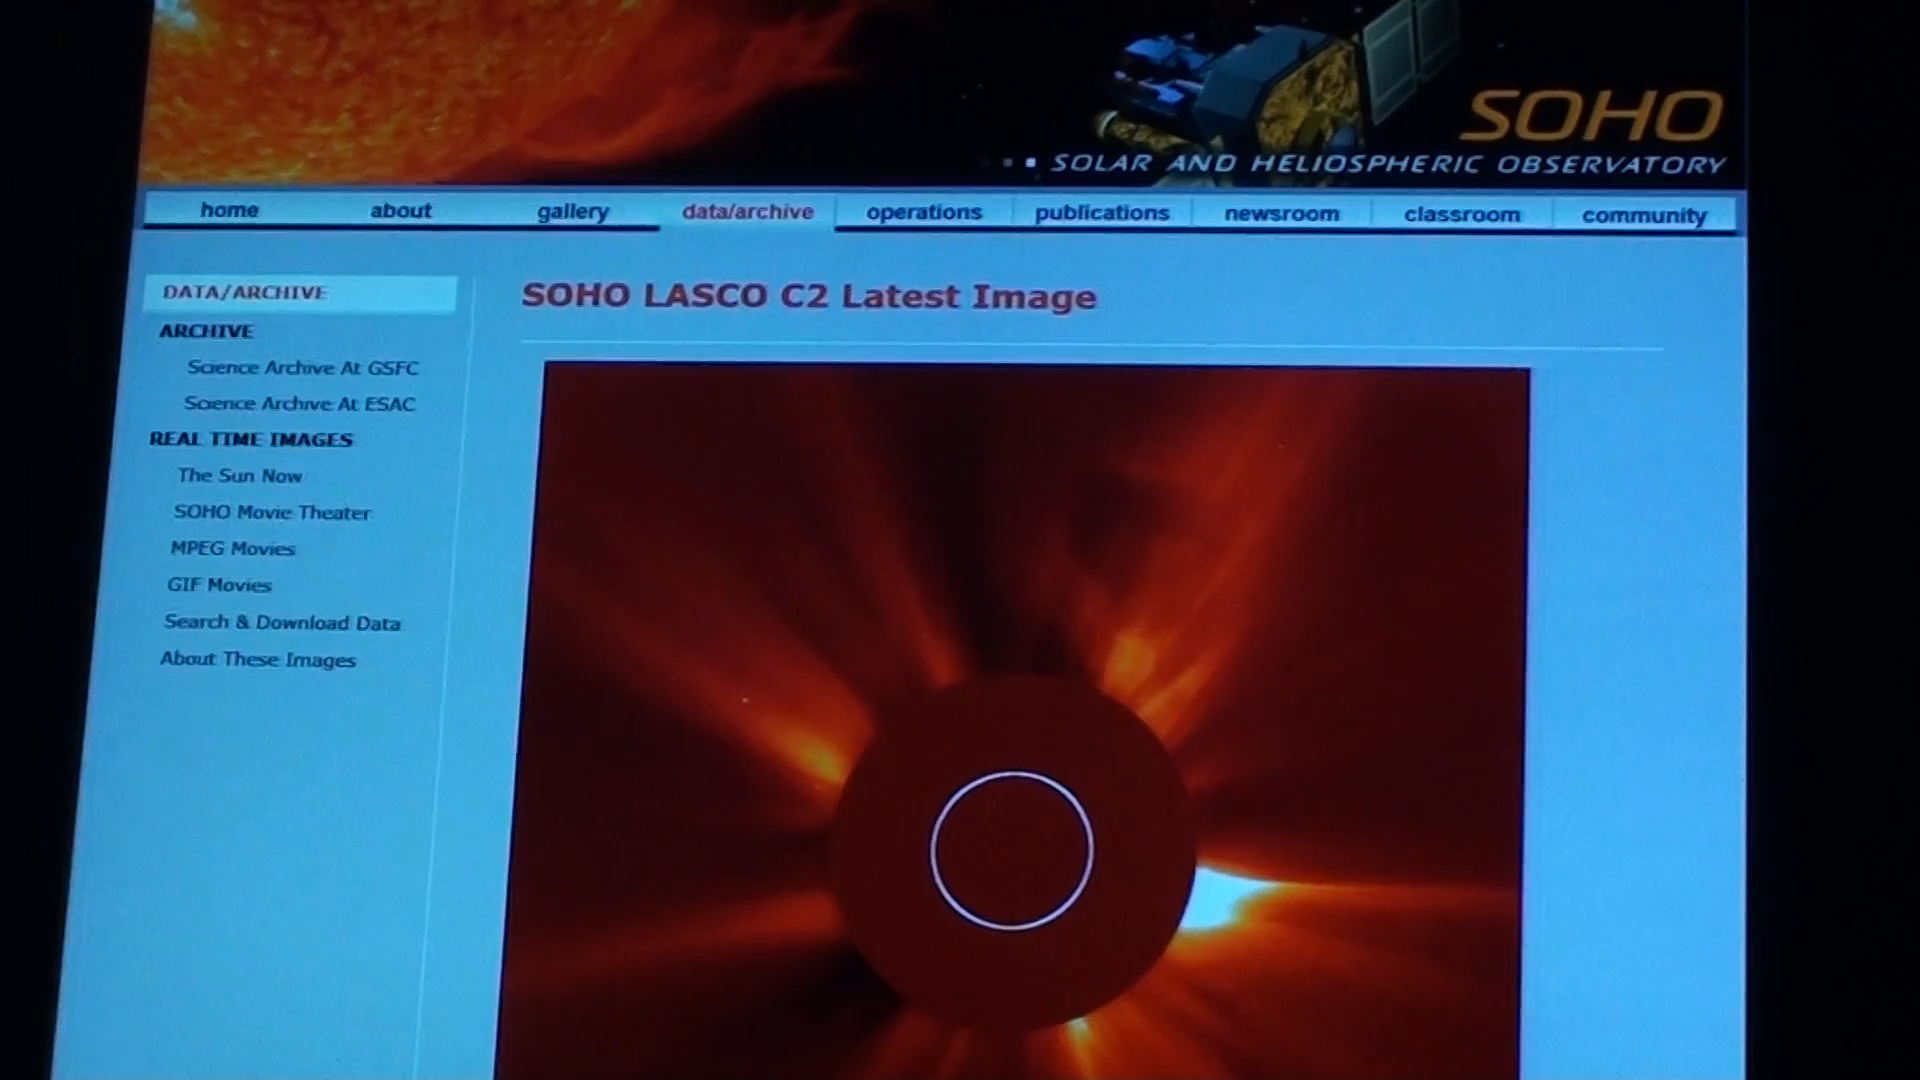 SOHO
SOLAR AND HELIOSPHERIC OBSERVATORY
home about gallery data/archive operations publications newsroom classroom community
DATA/ARCHIVE
ARCHIVE
Science Archive At GSFC
Science Archive At ESAC
REAL TIME IMAGES
The Sun Now
SOHO Movie Theater
MPEG Movies
GIF Movies
Search & Download Data
About These Images
SOHO LASCO C2 Latest Image